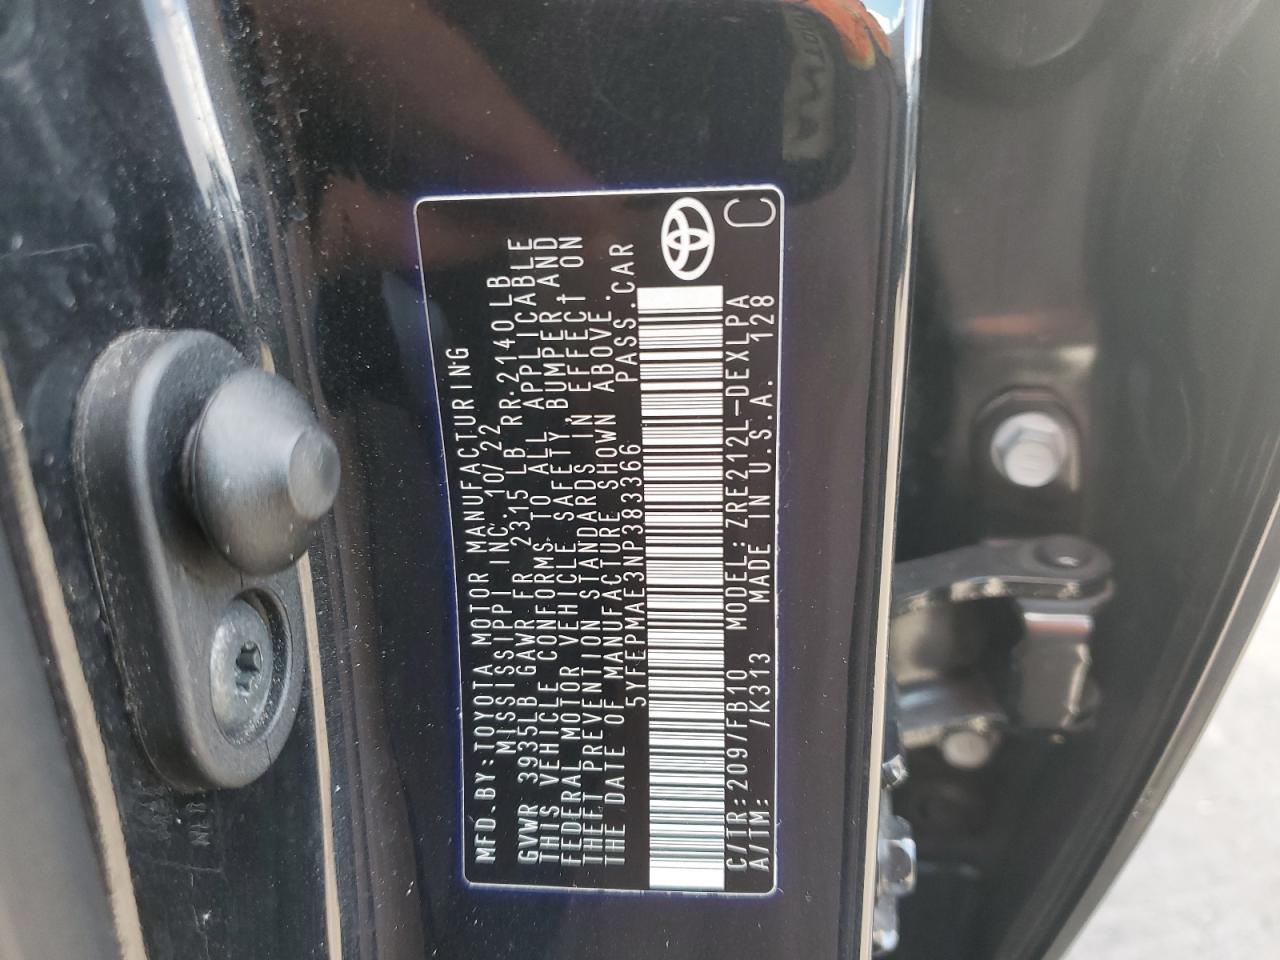 MFD.BY:TOYOTA MOTOR MANUFACTURING
MISSISSIPPI INC. 10/22
GVWR 3935LB GAWR FR 2315 LB RR.2140LB
THIS VEHICLE CONFORMS TO ALL APPLICABLE
FEDERAL MOTOR VEHICLE SAFETY, BUMPER, AND
THEFT PREVENTION STANDARDS IN EFFECT ON
THE DATE OF MANUFACTURE SHOWN ABOVE.
5YFEPMAE3NP383366 PASS.CAR
C/TR:209/FB10 MODEL:ZRE212L-DEXLPA
A/TM: /K313 MADE IN U.S.A. 128
C